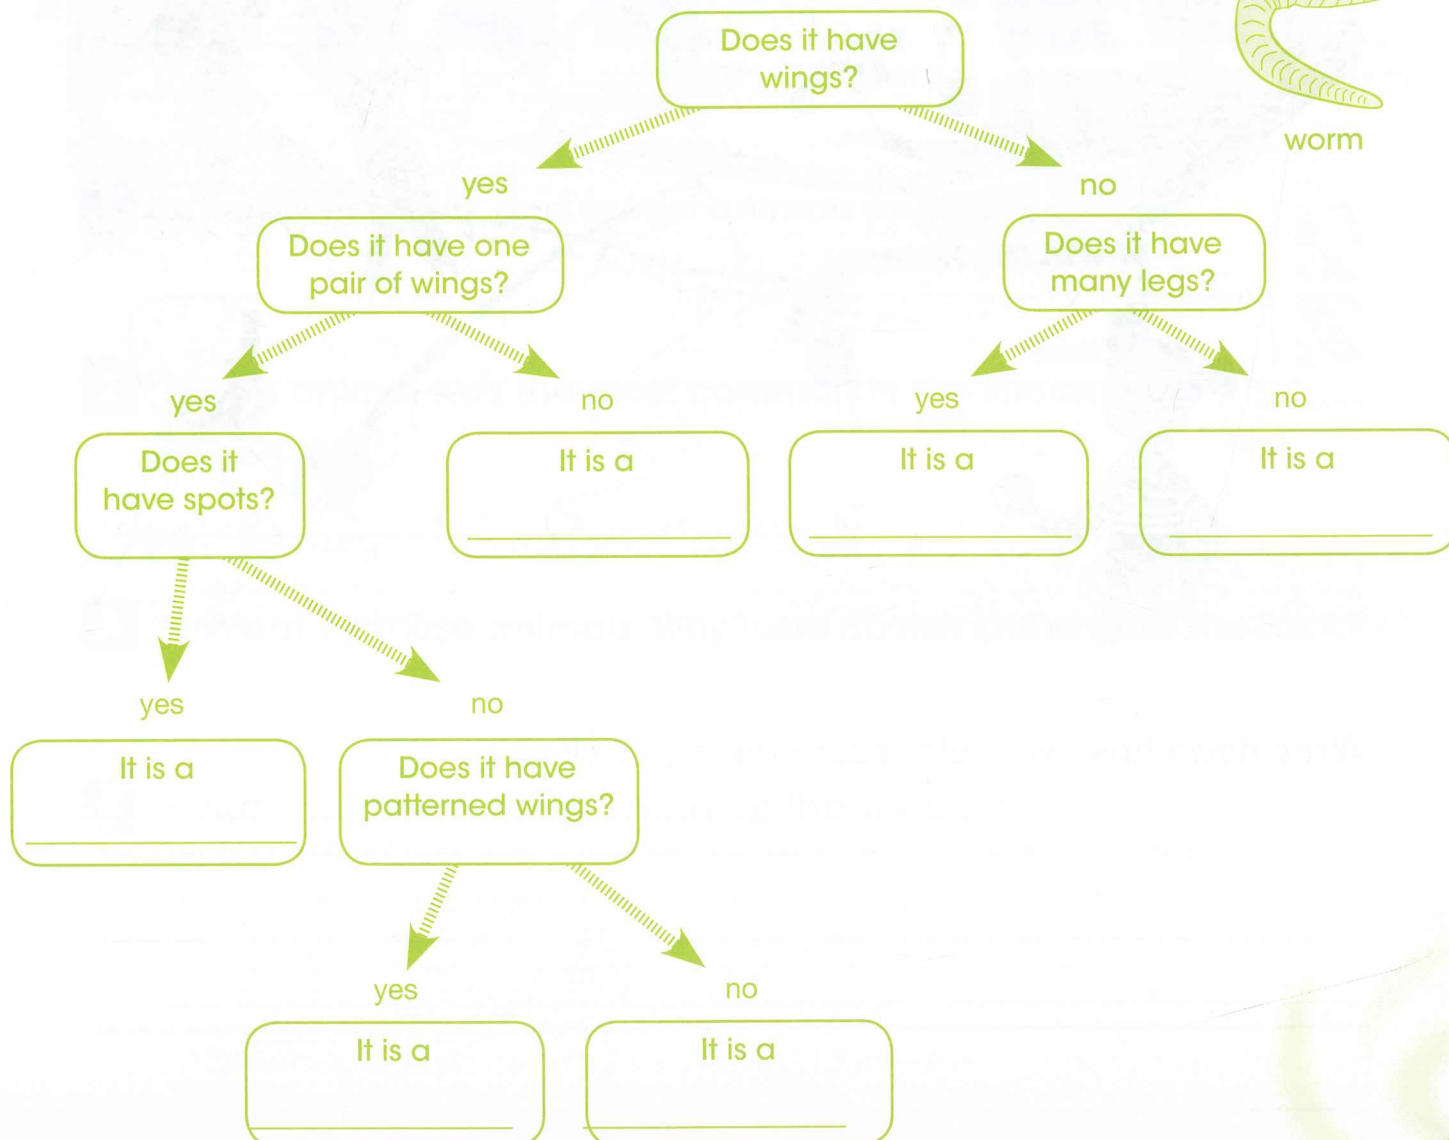 Does it have
wings?
worm
yes
no
Does it have one
pair of wings?
Does it have
many legs?
yes
no
yes
no
Does it
have spots?
It is a
It is a
It is a
yes
no
It is a
Does it have
patterned wings?
yes
no
It is a
It is a